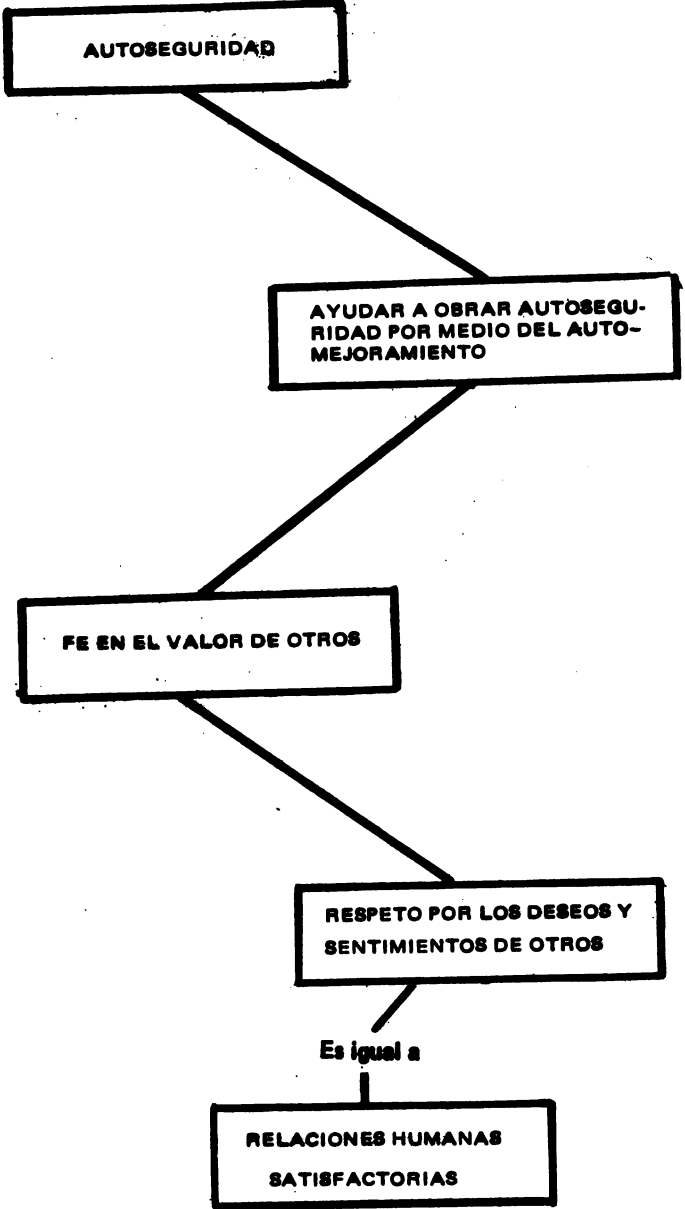 AUTOSEGURIDAD
AYUDAR A OBRAR AUTOSEGU-
RIDAD POR MEDIO DEL AUTO-
MEJORAMIENTO
FE EN EL VALOR DE OTROS
RESPETO POR LOS DESEOS Y
SENTIMIENTOS DE OTROS
Es igual a
RELACIONES HUMANAS
SATISFACTORIAS